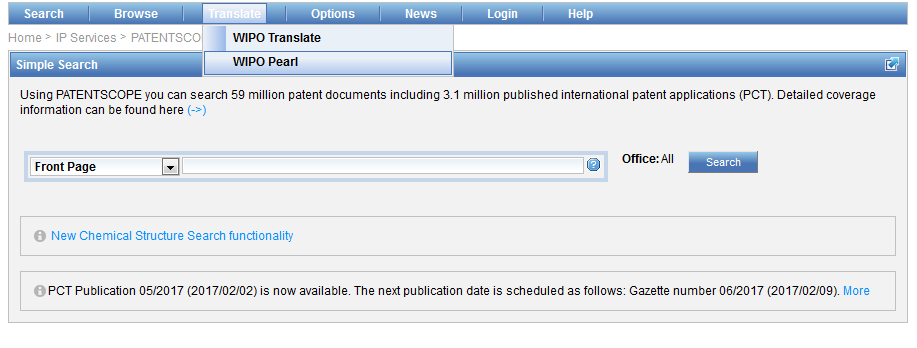 Search Browse Translate Options News Login Help
Home > IP Services > PATENTSCO
WIPO Translate
WIPO Pearl
Simple Search
Using PATENTSCOPE you can search 59 million patent documents including 3.1 million published international patent applications (PCT). Detailed coverage
information can be found here (->)
Front Page ? Office: All Search
New Chemical Structure Search functionality
PCT Publication 05/2017 (2017/02/02) is now available. The next publication date is scheduled as follows: Gazette number 06/2017 (2017/02/09). More